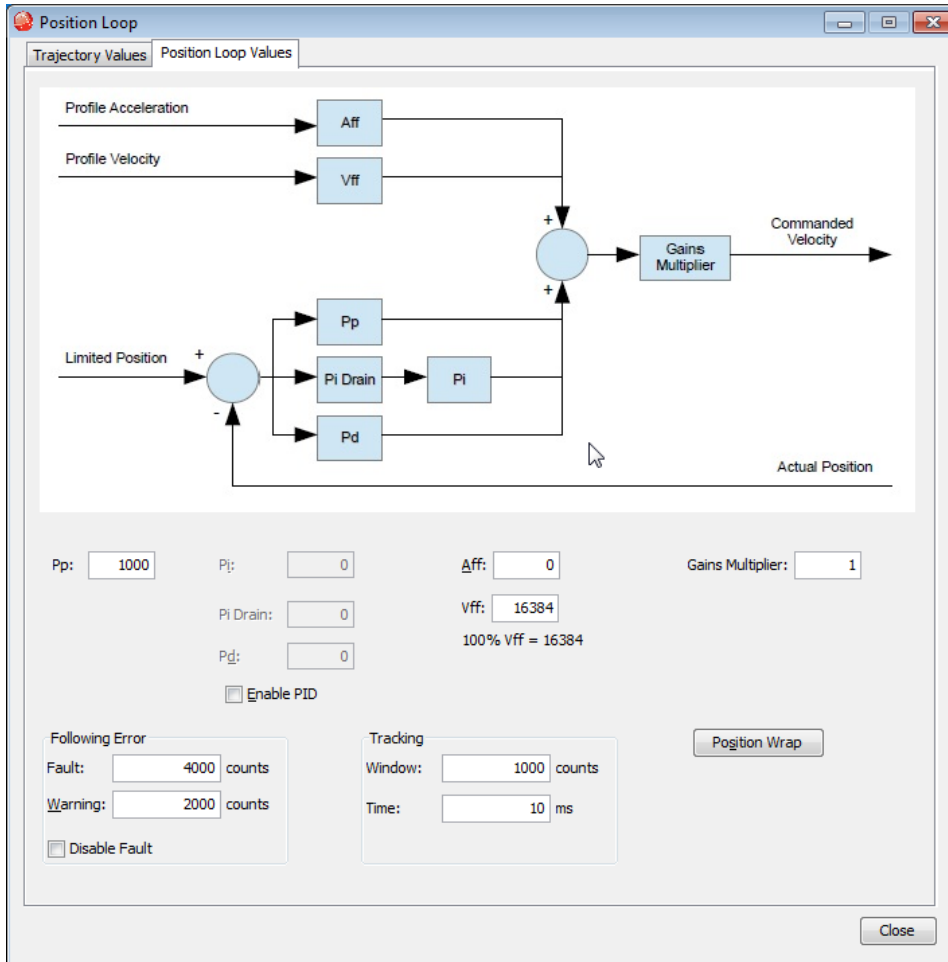 Position Loop
Trajectory Values
Position Loop Values
Profile Acceleration
Aff
Profile Velocity
Vff
Commanded
Velocity
+
Gains
Multiplier
+
Pp
Limited Position
+
Pi Drain
Pi
-
Pd
Actual Position
Pp: 1000
Pi: 0
Aff: 0
Gains Multiplier: 1
Pi Drain: 0
Vff: 16384
100% Vff = 16384
Pd: 0
Enable PID
Following Error
Tracking
Position Wrap
Fault: 4000 counts
Window: 1000 counts
Warning: 2000 counts
Time: 10 ms
Disable Fault
Close